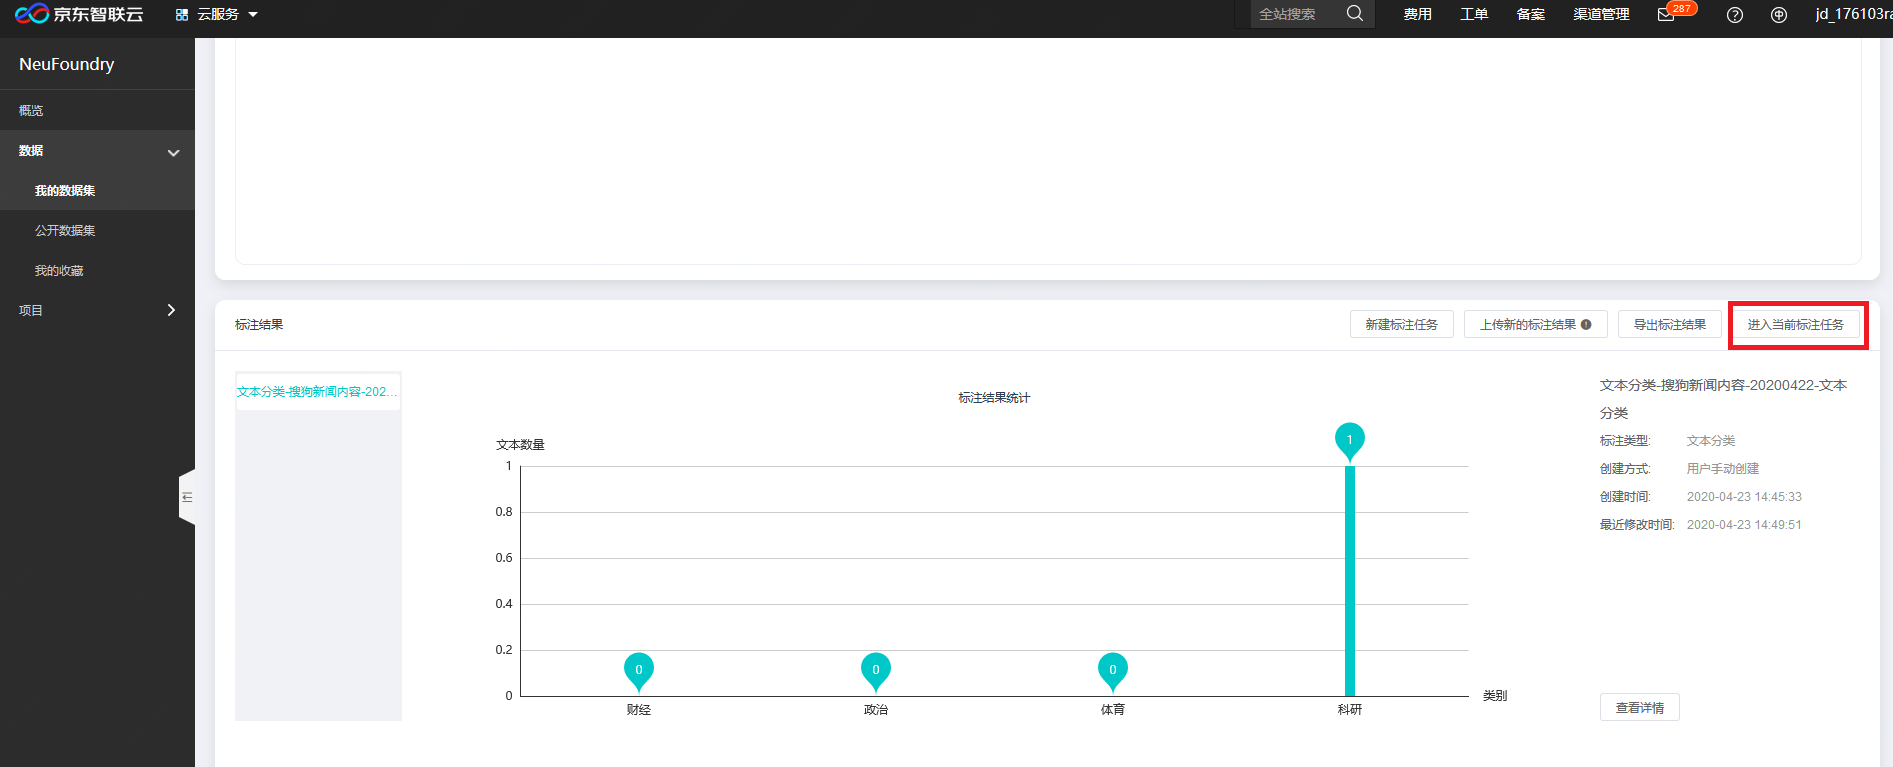 京东智联云
云服务
全站搜索
费用
工单
备案
渠道管理
287
jd_176103ra
NeuFoundry
概览
数据
我的数据集
公开数据集
我的收藏
项目
标注结果
新建标注任务
上传新的标注结果
导出标注结果
进入当前标注任务
文本分类-搜狗新闻内容-202...
标注结果统计
文本数量
1
0.8
0.6
0.4
0.2
0
0
0
0
1
财经
政治
体育
科研
类别
文本分类-搜狗新闻内容-20200422-文本
分类
标注类型: 文本分类
创建方式: 用户手动创建
创建时间: 2020-04-23 14:45:33
最近修改时间: 2020-04-23 14:49:51
查看详情